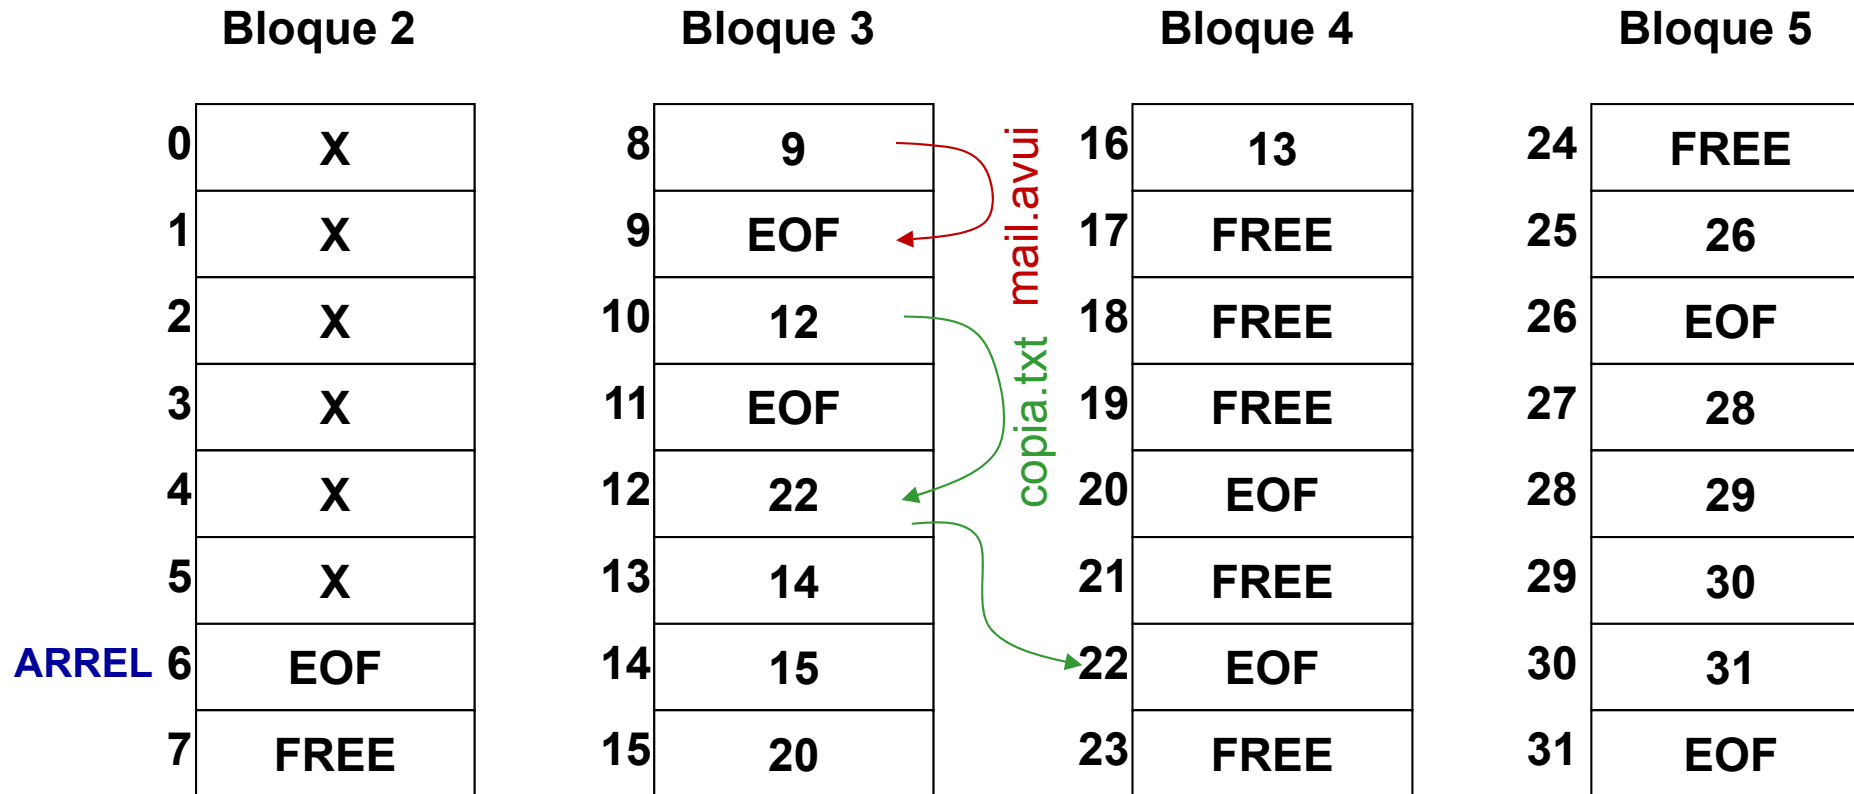 Bloque 2 Bloque 3 Bloque 4 Bloque 5
0 X 8 9 16 13 24 FREE
1 X 9 EOF 17 FREE 25 26
2 X 10 12 18 FREE 26 EOF
3 X 11 EOF 19 FREE 27 28
4 X 12 22 20 EOF 28 29
5 X 13 14 21 FREE 29 30
ARREL 6 EOF 14 15 22 EOF 30 31
7 FREE 15 20 23 FREE 31 EOF
mail.avui
copia.txt